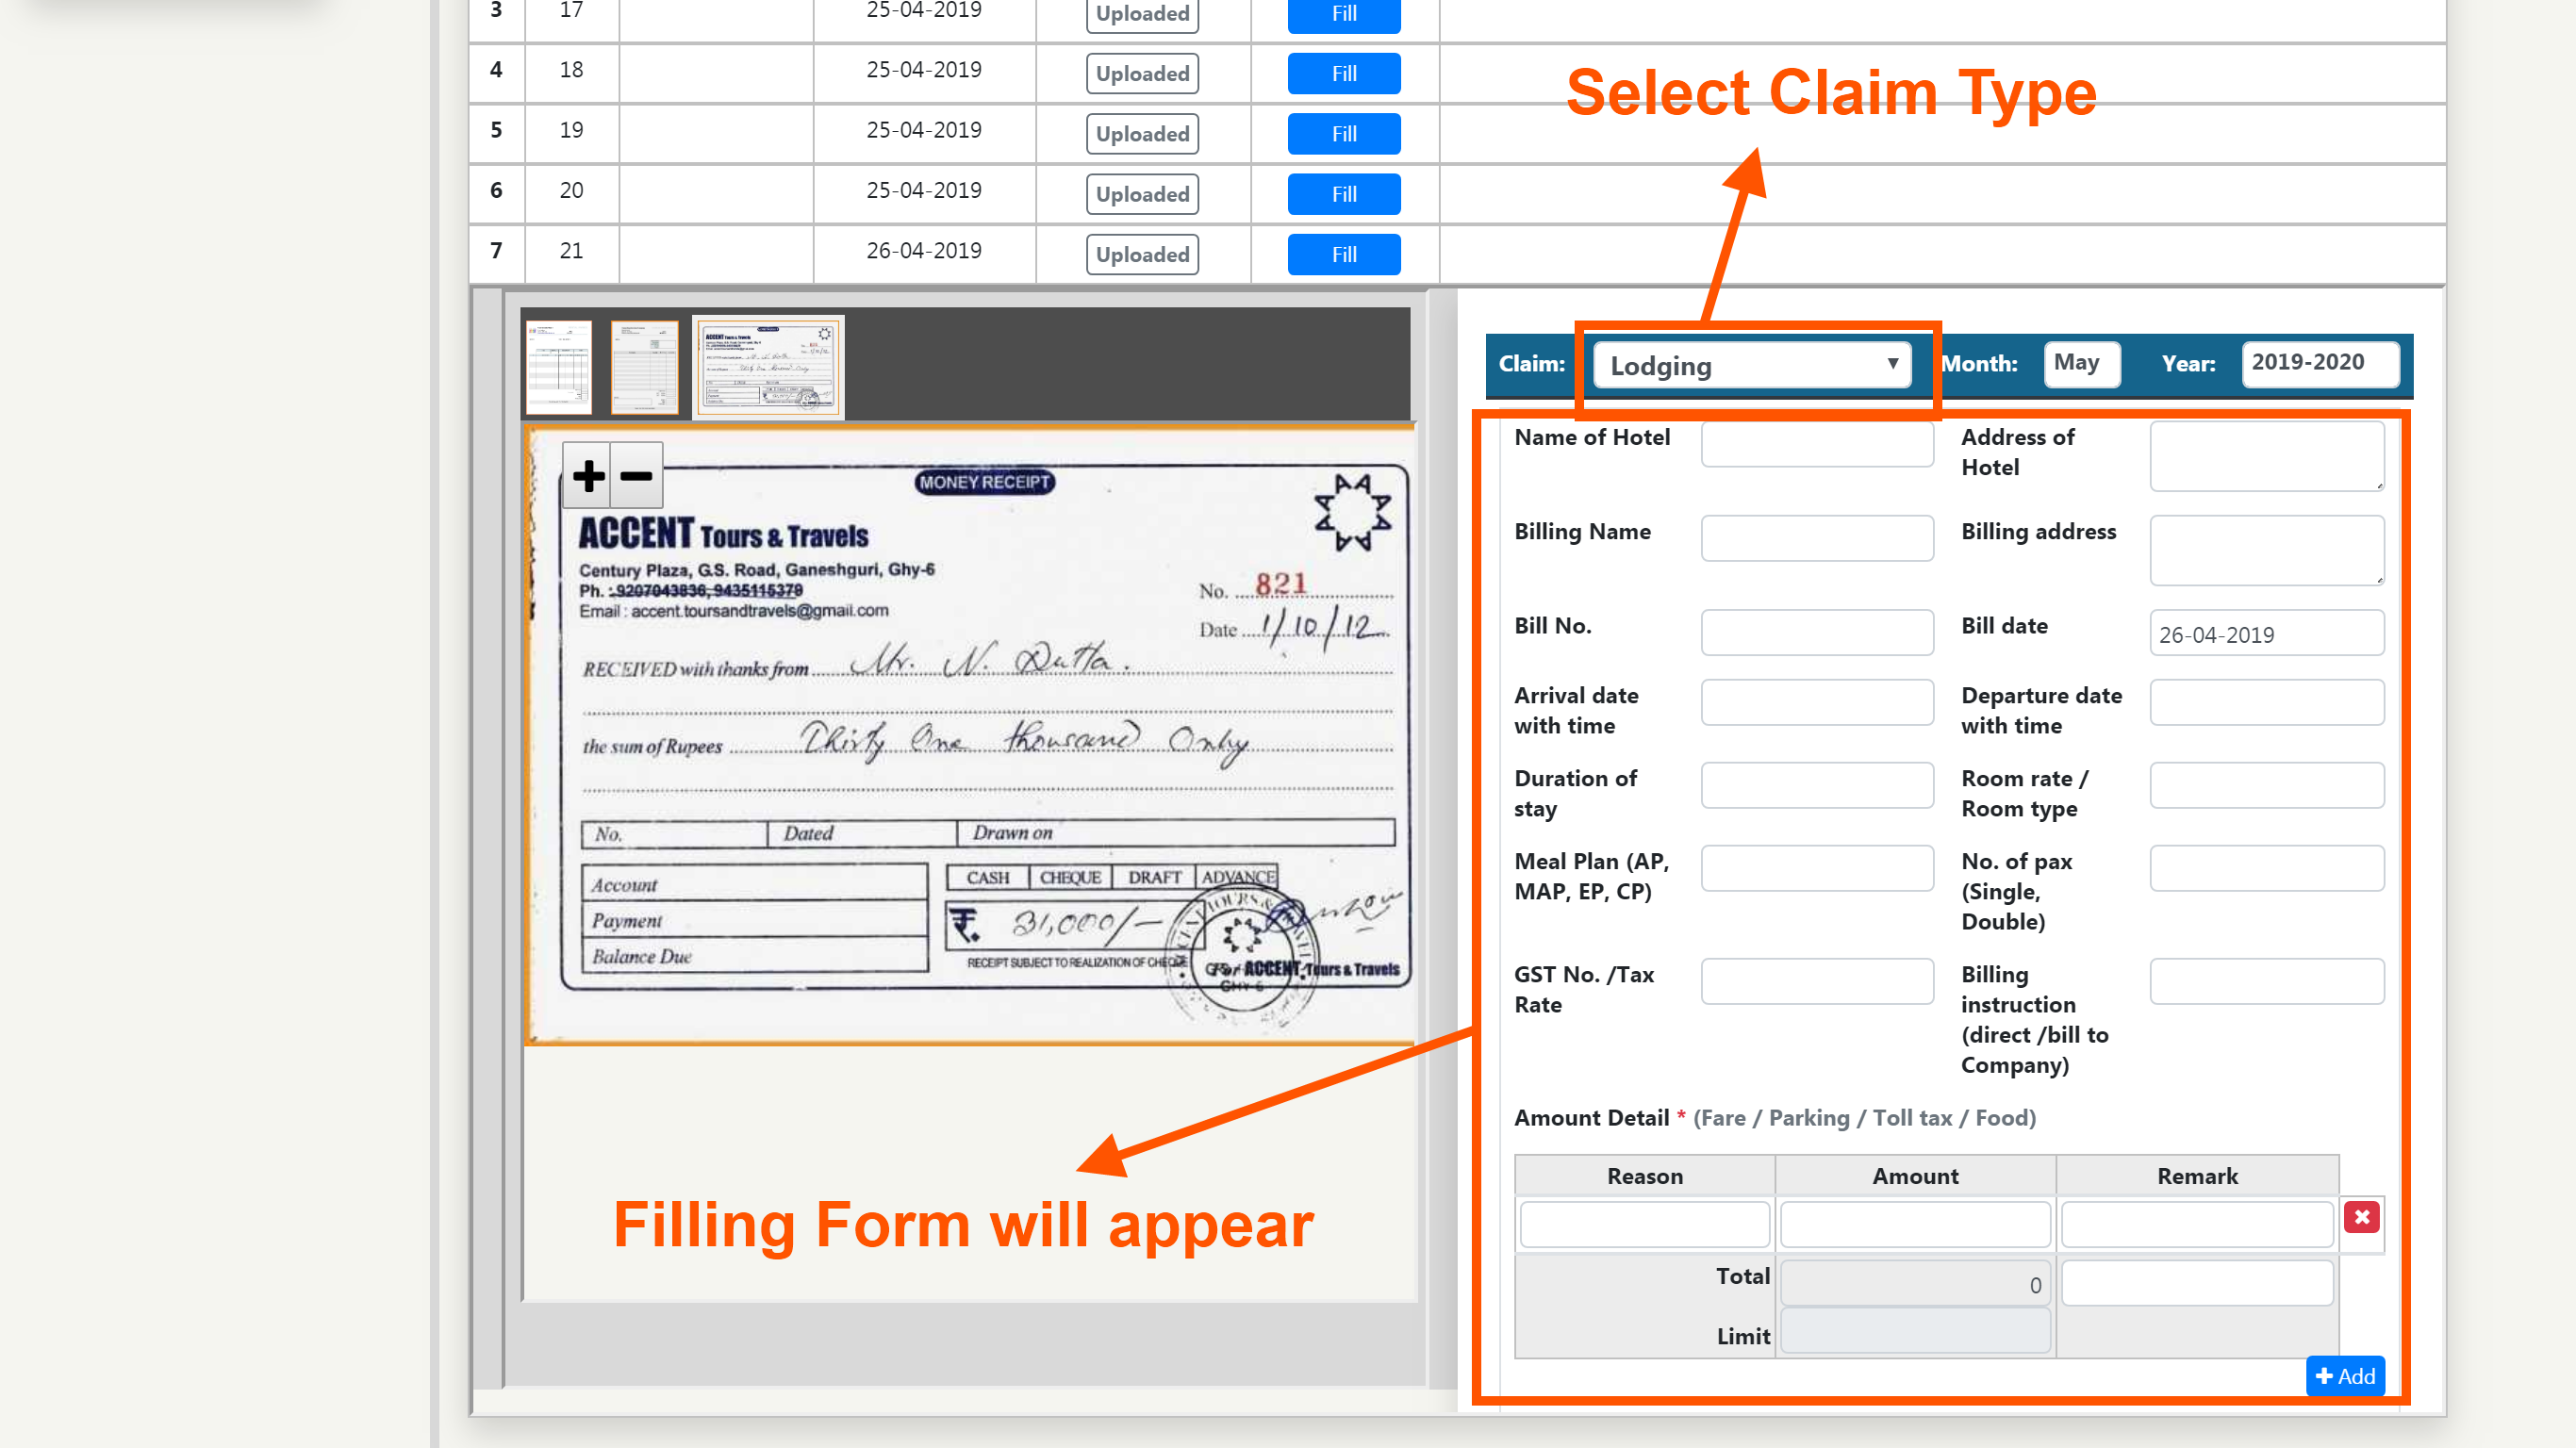 3 17 25-04-2019 Uploaded Fill
4 18 25-04-2019 Uploaded Fill
5 19 25-04-2019 Uploaded Fill
6 20 25-04-2019 Uploaded Fill
7 21 26-04-2019 Uploaded Fill
Select Claim Type
Claim: Lodging Month: May Year: 2019-2020
MONEY RECEIPT
ACCENT Tours & Travels
Century Plaza, G.S. Road, Ganeshguri, Ghy-6
Ph. : 9207043836, 9435115379
Email : accent.toursandtravels@gmail.com
No. 821
Date 1/10/12
RECEIVED with thanks from Mr. N. Dutta.
the sum of Rupees Thirty One thousand Only
No. Dated Drawn on
Account
Payment
Balance Due
CASH CHEQUE DRAFT ADVANCE
₹. 31,000/-
RECEIPT SUBJECT TO REALIZATION OF CHEQUE
For ACCENT Tours & Travels
GHY-6
Filling Form will appear
Name of Hotel
Address of
Hotel
Billing Name
Billing address
Bill No.
Bill date 26-04-2019
Arrival date
with time
Departure date
with time
Duration of
stay
Room rate /
Room type
Meal Plan (AP,
MAP, EP, CP)
No. of pax
(Single,
Double)
GST No. /Tax
Rate
Billing
instruction
(direct /bill to
Company)
Amount Detail * (Fare / Parking / Toll tax / Food)
Reason Amount Remark
Total 0
Limit
+ Add